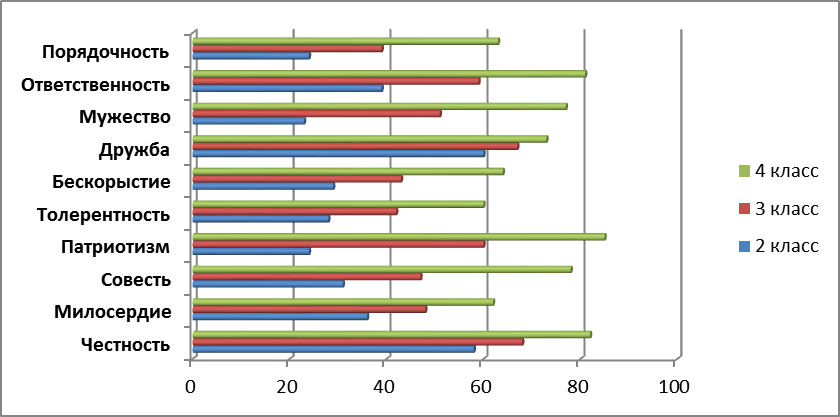 Порядочность
Ответственность
Мужество
Дружба
Бескорыстие
Толерентность
Патриотизм
Совесть
Милосердие
Честность
0 20 40 60 80 100
4 класс
3 класс
2 класс